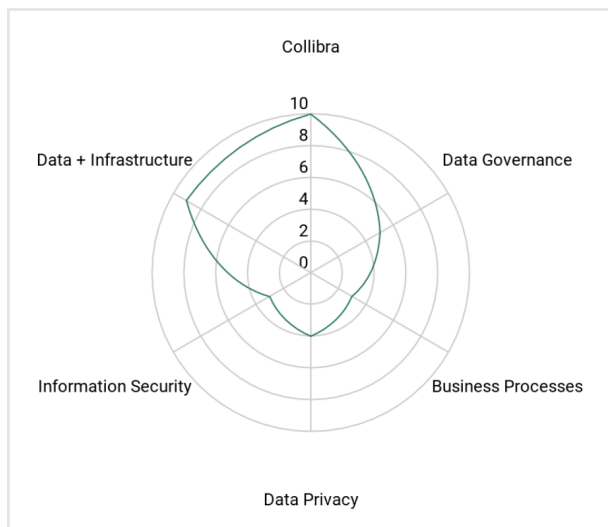 Collibra
10
8
Data + Infrastructure
Data Governance
6
4
2
0
Information Security
Business Processes
Data Privacy